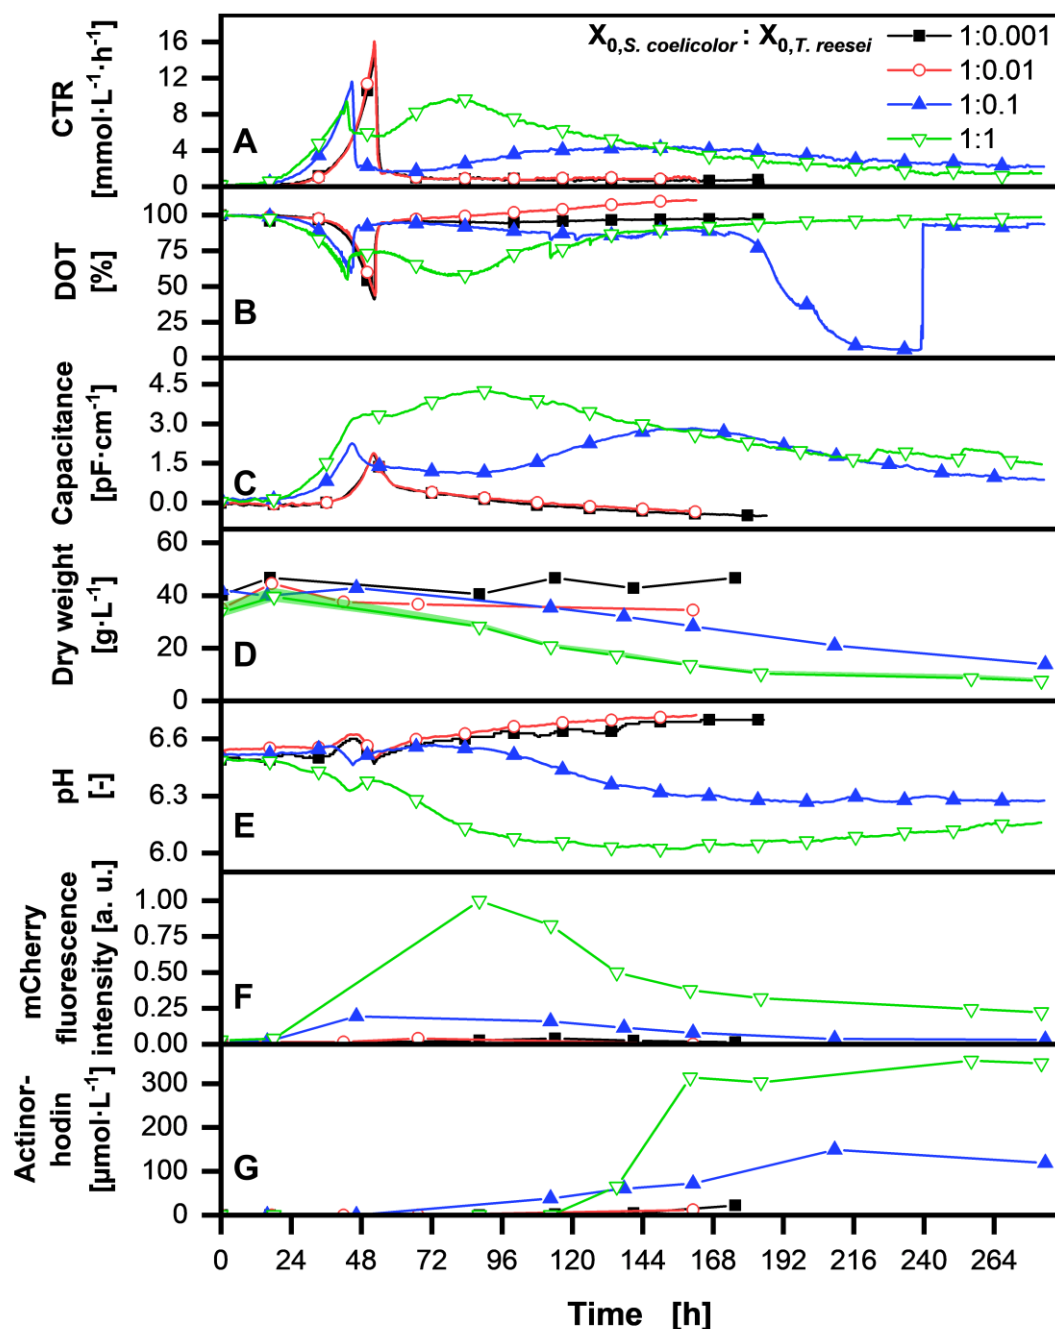 X0,S. coelicolor : X0,T. reesei
1:0.001
1:0.01
1:0.1
1:1
CTR
[mmol·L-1·h-1]
16
12
8
4
0
A
DOT
[%]
100
75
50
25
0
B
Capacitance
[pF·cm-1]
4.5
3.0
1.5
0.0
C
Dry weight
[g·L-1]
60
40
20
0
D
pH
[-]
6.6
6.3
6.0
E
mCherry
fluorescence
intensity [a. u.]
1.00
0.75
0.50
0.25
0.00
F
Actinor-
hodin
[µmol·L-1]
300
200
100
0
G
0 24 48 72 96 120 144 168 192 216 240 264
Time [h]